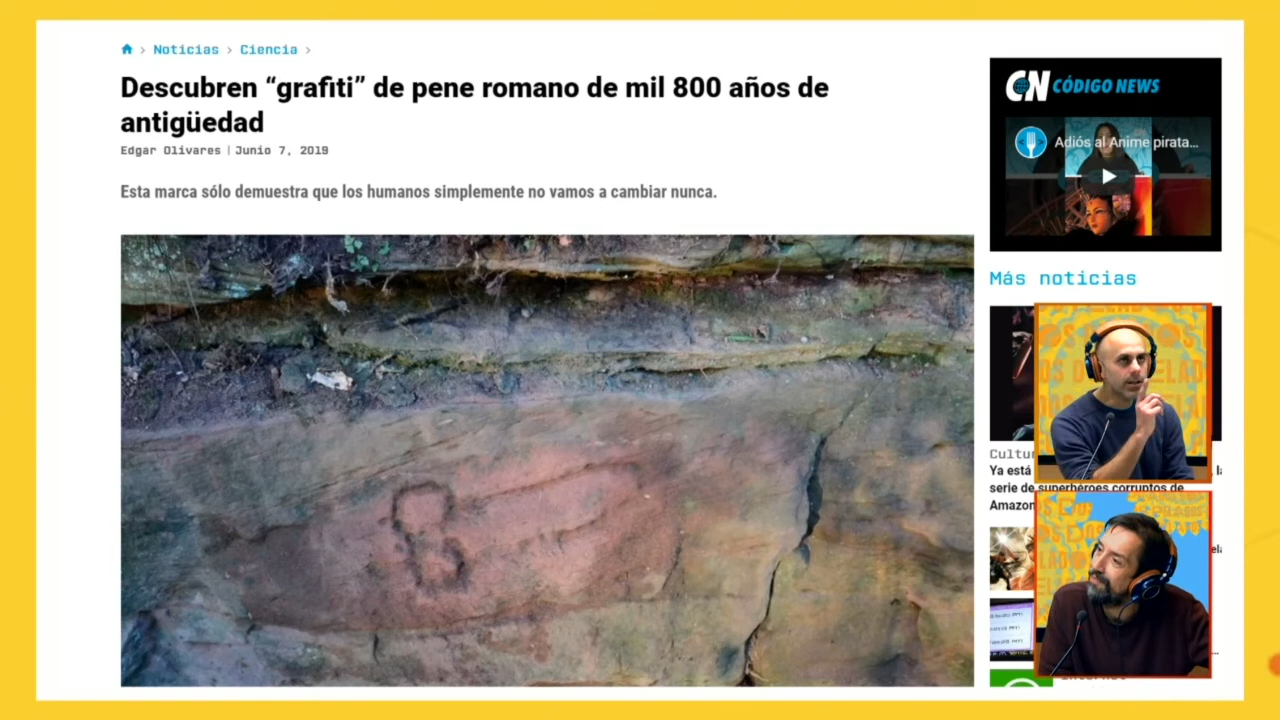 Noticias > Ciencia >
Descubren “grafiti” de pene romano de mil 800 años de
antigüedad
Edgar Olivares | Junio 7, 2019
Esta marca sólo demuestra que los humanos simplemente no vamos a cambiar nunca.
CN CÓDIGO NEWS
Adiós al Anime pirata...
Más noticias
Ya está
serie de superhéroes corruptos de
Amazon